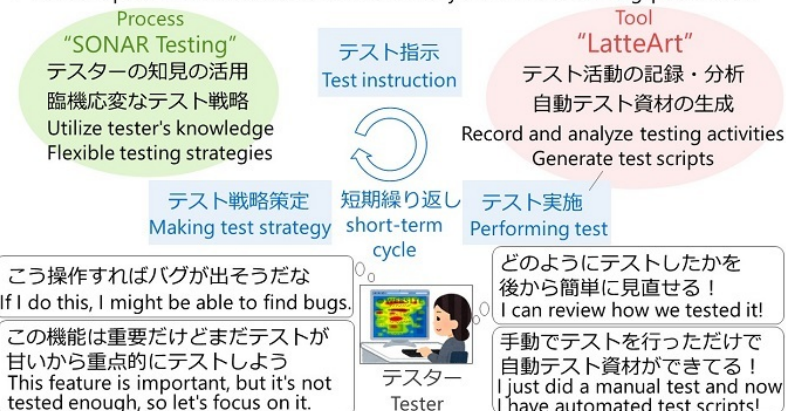 Process
“SONAR Testing”
テスターの知見の活用
臨機応変なテスト戦略
Utilize tester's knowledge
Flexible testing strategies
テスト指示
Test instruction
Tool
“LatteArt”
テスト活動の記録・分析
自動テスト資材の生成
Record and analyze testing activities
Generate test scripts
テスト戦略策定
Making test strategy
短期繰り返し
short-term
cycle
テスト実施
Performing test
こう操作すればバグが出そうだな
If I do this, I might be able to find bugs.
この機能は重要だけどまだテストが
甘いから重点的にテストしよう
This feature is important, but it's not
tested enough, so let's focus on it.
テスター
Tester
どのようにテストしたかを
後から簡単に見直せる！
I can review how we tested it!
手動でテストを行っただけで
自動テスト資材ができてる！
I just did a manual test and now
I have automated test scripts!